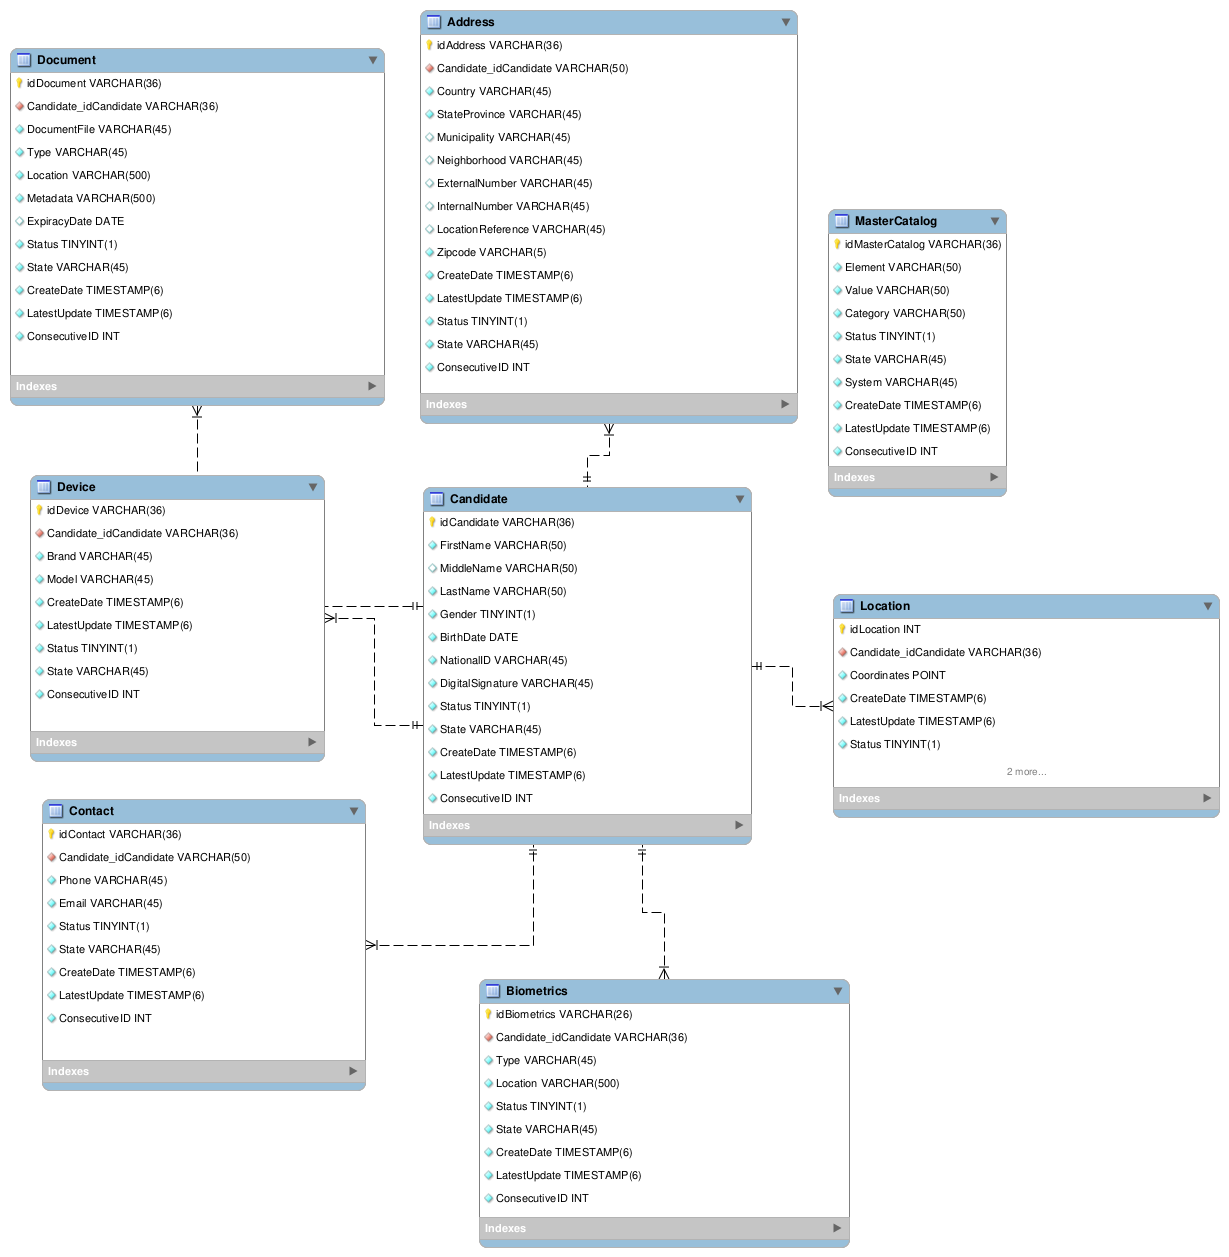 Document
idDocument VARCHAR(36)
Candidate_idCandidate VARCHAR(36)
DocumentFile VARCHAR(45)
Type VARCHAR(45)
Location VARCHAR(500)
Metadata VARCHAR(500)
ExpiracyDate DATE
Status TINYINT(1)
State VARCHAR(45)
CreateDate TIMESTAMP(6)
LatestUpdate TIMESTAMP(6)
ConsecutiveID INT
Indexes
Address
idAddress VARCHAR(36)
Candidate_idCandidate VARCHAR(50)
Country VARCHAR(45)
StateProvince VARCHAR(45)
Municipality VARCHAR(45)
Neighborhood VARCHAR(45)
ExternalNumber VARCHAR(45)
InternalNumber VARCHAR(45)
LocationReference VARCHAR(45)
Zipcode VARCHAR(5)
CreateDate TIMESTAMP(6)
LatestUpdate TIMESTAMP(6)
Status TINYINT(1)
State VARCHAR(45)
ConsecutiveID INT
Indexes
MasterCatalog
idMasterCatalog VARCHAR(36)
Element VARCHAR(50)
Value VARCHAR(50)
Category VARCHAR(50)
Status TINYINT(1)
State VARCHAR(45)
System VARCHAR(45)
CreateDate TIMESTAMP(6)
LatestUpdate TIMESTAMP(6)
ConsecutiveID INT
Indexes
Device
idDevice VARCHAR(36)
Candidate_idCandidate VARCHAR(36)
Brand VARCHAR(45)
Model VARCHAR(45)
CreateDate TIMESTAMP(6)
LatestUpdate TIMESTAMP(6)
Status TINYINT(1)
State VARCHAR(45)
ConsecutiveID INT
Indexes
Candidate
idCandidate VARCHAR(36)
FirstName VARCHAR(50)
MiddleName VARCHAR(50)
LastName VARCHAR(50)
Gender TINYINT(1)
BirthDate DATE
NationalID VARCHAR(45)
DigitalSignature VARCHAR(45)
Status TINYINT(1)
State VARCHAR(45)
CreateDate TIMESTAMP(6)
LatestUpdate TIMESTAMP(6)
ConsecutiveID INT
Indexes
Location
idLocation INT
Candidate_idCandidate VARCHAR(36)
Coordinates POINT
CreateDate TIMESTAMP(6)
LatestUpdate TIMESTAMP(6)
Status TINYINT(1)
2 more...
Indexes
Contact
idContact VARCHAR(36)
Candidate_idCandidate VARCHAR(50)
Phone VARCHAR(45)
Email VARCHAR(45)
Status TINYINT(1)
State VARCHAR(45)
CreateDate TIMESTAMP(6)
LatestUpdate TIMESTAMP(6)
ConsecutiveID INT
Indexes
Biometrics
idBiometrics VARCHAR(26)
Candidate_idCandidate VARCHAR(36)
Type VARCHAR(45)
Location VARCHAR(500)
Status TINYINT(1)
State VARCHAR(45)
CreateDate TIMESTAMP(6)
LatestUpdate TIMESTAMP(6)
ConsecutiveID INT
Indexes